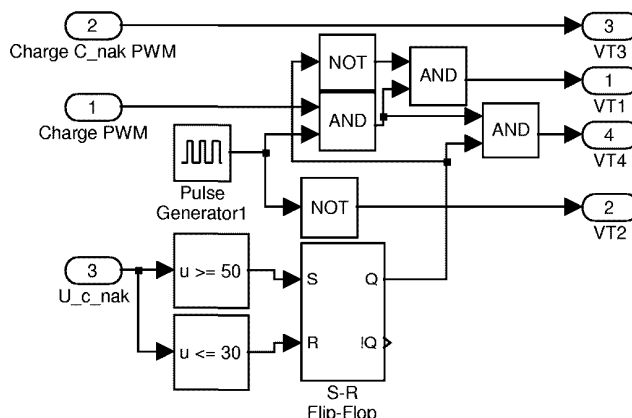 2
Charge C_nak PWM
3
VT3
NOT
AND
1
VT1
1
Charge PWM
AND
AND
4
VT4
Pulse
Generator1
NOT
2
VT2
3
U_c_nak
u >= 50
u <= 30
S
Q
R
!Q
S-R
Flip-Flop